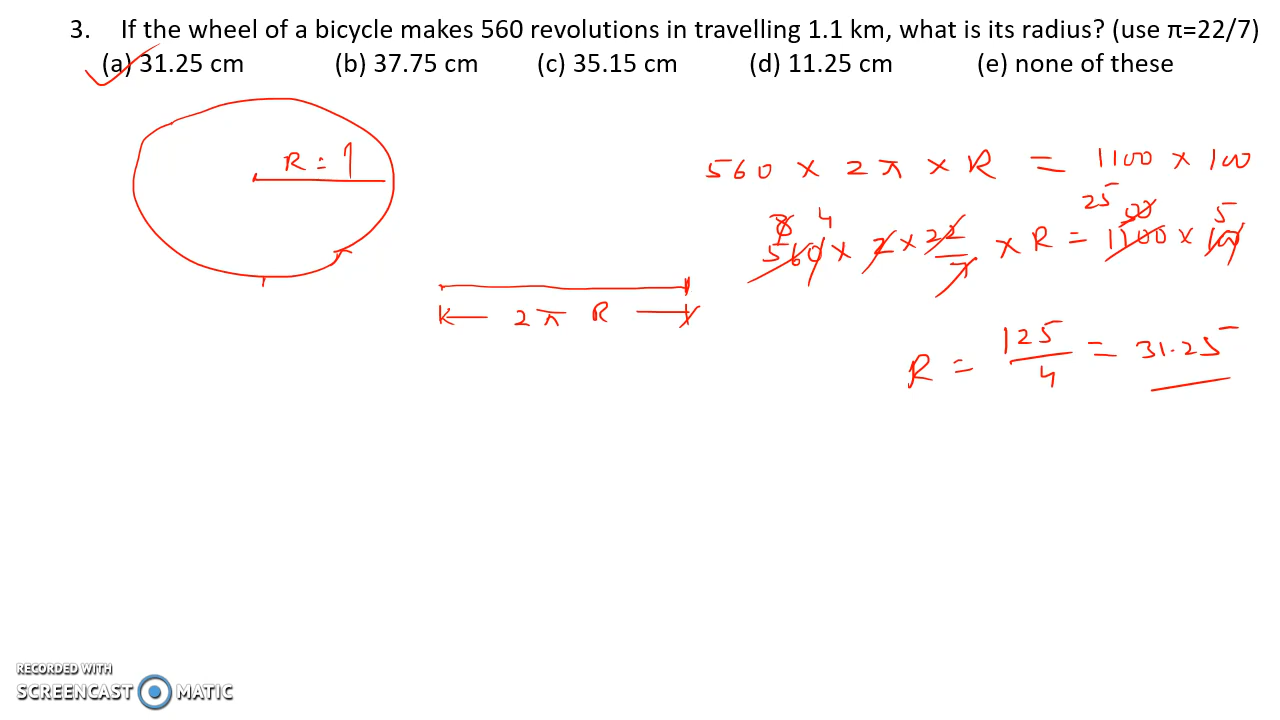 3. If the wheel of a bicycle makes 560 revolutions in travelling 1.1 km, what is its radius? (use π=22/7)
(a) 31.25 cm (b) 37.75 cm (c) 35.15 cm (d) 11.25 cm (e) none of these
R = ?
560 × 2π × R = 1100 × 100
8 4 25 50 5
560 × 2 × 22/7 × R = 1100 × 100
2π R
R = 125/4 = 31.25
RECORDED WITH
SCREENCAST MATIC